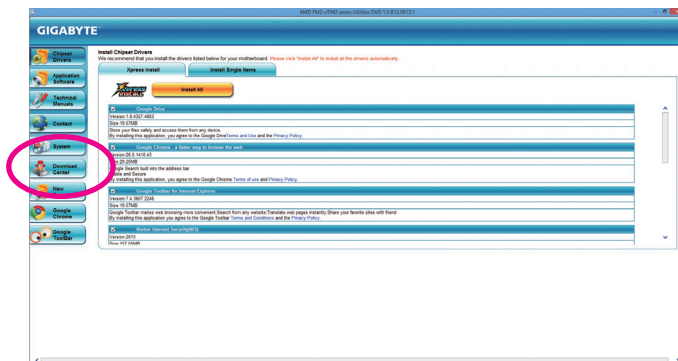 AMD FM2+/FM2 series Utilities DVD 1.0 B13.0813.1
GIGABYTE
Chipset
Drivers
Application
Software
Technical
Manuals
Contact
System
Download
Center
New
Google
Chrome
Google
ToolBar
Install Chipset Drivers
We recommend that you install the drivers listed below for your motherboard. Please click "Install All" to install all the drivers automatically.
Xpress Install
Install Single Items
Xpress
Install
Install All
Google Drive
Version:1.9.4357.4863
Size:19.57MB
Store your files safely and access them from any device.
By installing this application, you agree to the Google DriveTerms and Use and the Privacy Policy.
Google Chrome , a faster way to browse the web
Version:26.0.1410.43
Size:29.25MB
Google Search built into the address bar
Stable and Secure
By installing this application, you agree to the Google Chrome Terms of use and Privacy Policy.
Google Toolbar for Internet Explorer
Version:7.4.3607.2246
Size:19.57MB
Google Toolbar makes web browsing more convenient:Search from any website;Translate web pages instantly;Share your favorite sites with friend.
By installing this application you agree to the Google Toolbar Terms and Conditions and the Privacy Policy.
Norton Internet Security(NIS)
Version:2013